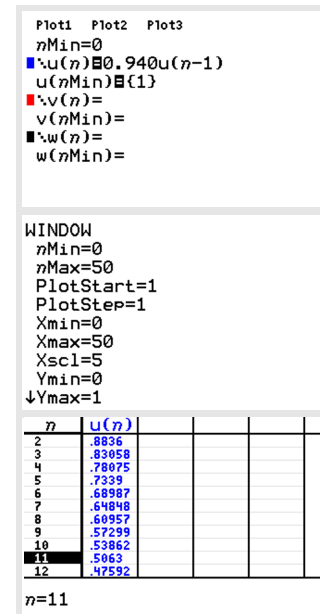 Plot1 Plot2 Plot3
nMin=0
\u(n)=0.940u(n-1)
u(nMin)={1}
\v(n)=
v(nMin)=
\w(n)=
w(nMin)=
WINDOW
nMin=0
nMax=50
PlotStart=1
PlotStep=1
Xmin=0
Xmax=50
Xscl=5
Ymin=0
↓Ymax=1
n u(n)
2 .8836
3 .83058
4 .78075
5 .7339
6 .68987
7 .64848
8 .60957
9 .57299
10 .53862
11 .5063
12 .47592
n=11